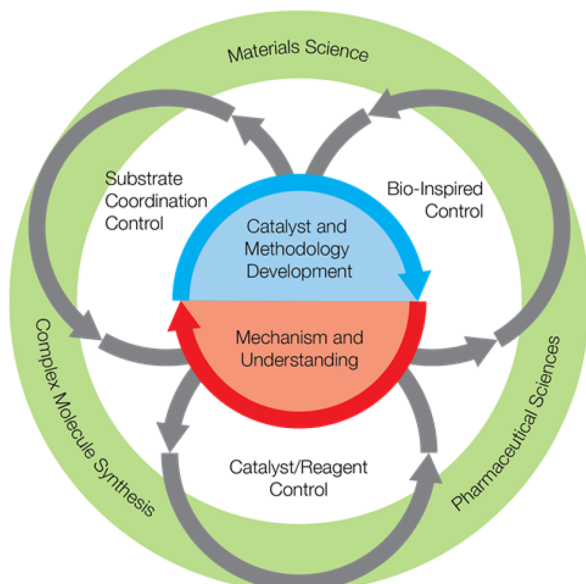 Materials Science
Substrate
Coordination
Control
Bio-Inspired
Control
Catalyst and
Methodology
Development
Mechanism and
Understanding
Catalyst/Reagent
Control
Complex Molecule Synthesis
Pharmaceutical Sciences